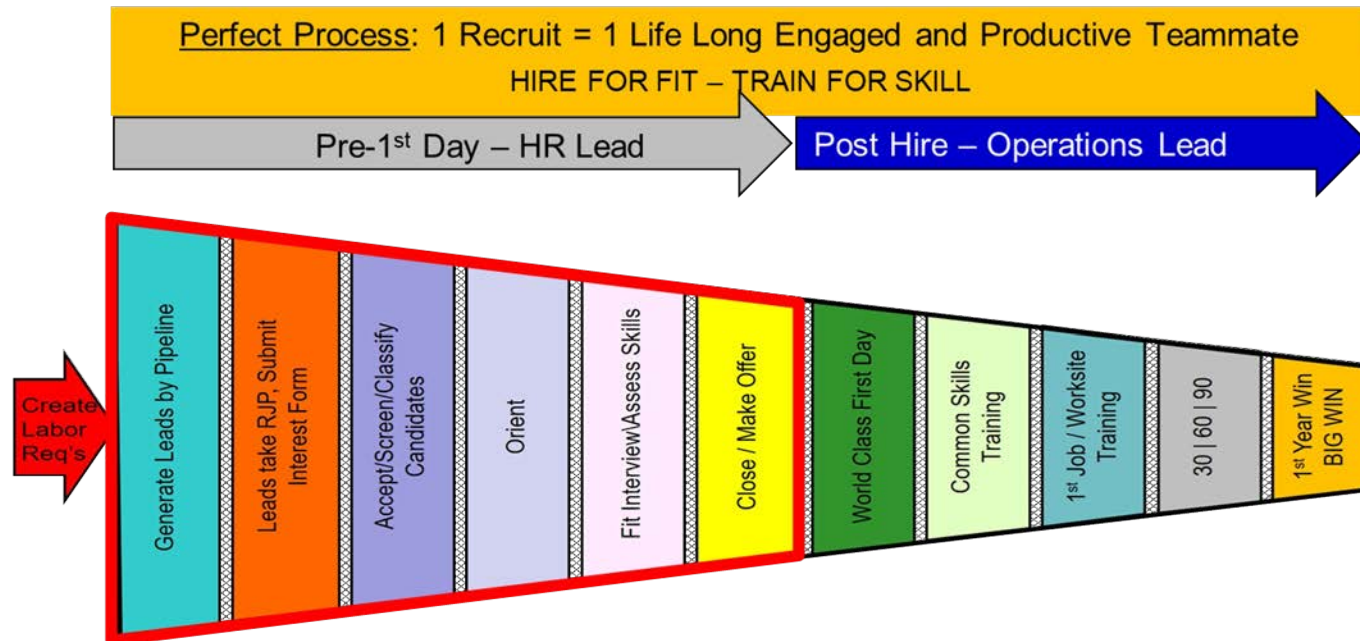 Perfect Process: 1 Recruit = 1 Life Long Engaged and Productive Teammate
HIRE FOR FIT – TRAIN FOR SKILL
Pre-1st Day – HR Lead
Post Hire – Operations Lead
Create
Labor
Req's
Generate Leads by Pipeline
Leads take RJP, Submit
Interest Form
Accept/Screen/Classify
Candidates
Orient
Fit Interview\Assess Skills
Close / Make Offer
World Class First Day
Common Skills
Training
1st Job / Worksite
Training
30 | 60 | 90
1st Year Win
BIG WIN